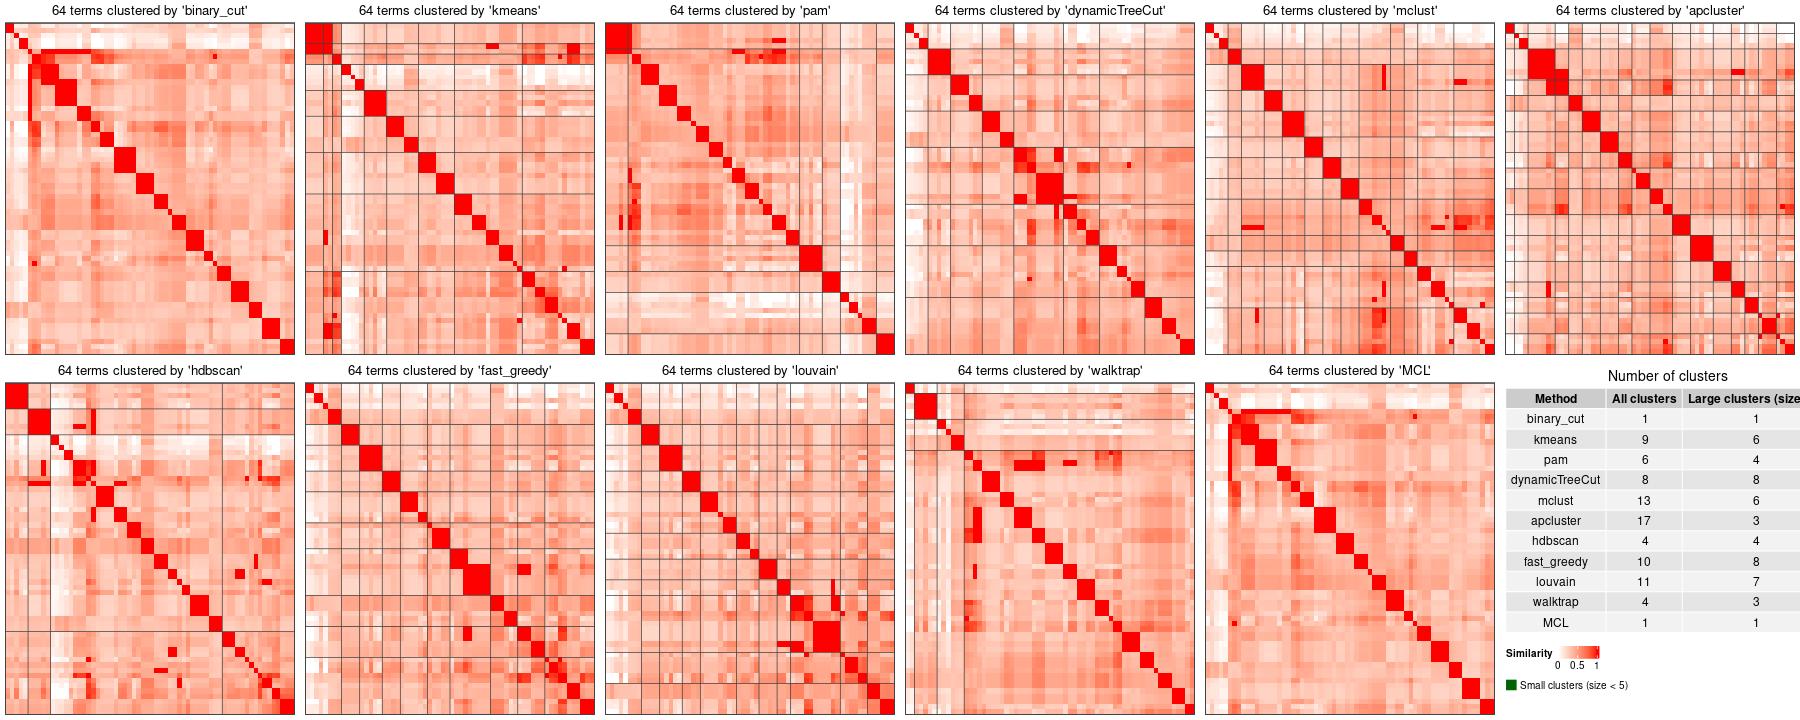 64 terms clustered by 'binary_cut'
64 terms clustered by 'kmeans'
64 terms clustered by 'pam'
64 terms clustered by 'dynamicTreeCut'
64 terms clustered by 'mclust'
64 terms clustered by 'apcluster'
64 terms clustered by 'hdbscan'
64 terms clustered by 'fast_greedy'
64 terms clustered by 'louvain'
64 terms clustered by 'walktrap'
64 terms clustered by 'MCL'
Number of clusters
Method All clusters Large clusters (size
binary_cut 1 1
kmeans 9 6
pam 6 4
dynamicTreeCut 8 8
mclust 13 6
apcluster 17 3
hdbscan 4 4
fast_greedy 10 8
louvain 11 7
walktrap 4 3
MCL 1 1
Similarity
0 0.5 1
Small clusters (size < 5)